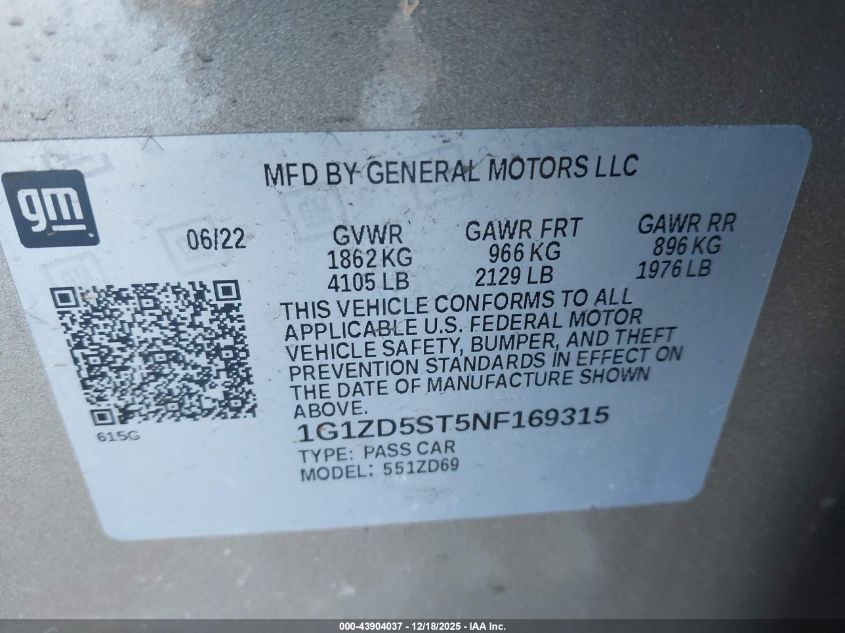 MFD BY GENERAL MOTORS LLC
gm
06/22
GVWR
1862 KG
4105 LB
GAWR FRT
966 KG
2129 LB
GAWR RR
896 KG
1976 LB
THIS VEHICLE CONFORMS TO ALL
APPLICABLE U.S. FEDERAL MOTOR
VEHICLE SAFETY, BUMPER, AND THEFT
PREVENTION STANDARDS IN EFFECT ON
THE DATE OF MANUFACTURE SHOWN
ABOVE.
615G
1G1ZD5ST5NF169315
TYPE: PASS CAR
MODEL: 551ZD69
000-43904037 - 12/18/2025 - IAA Inc.